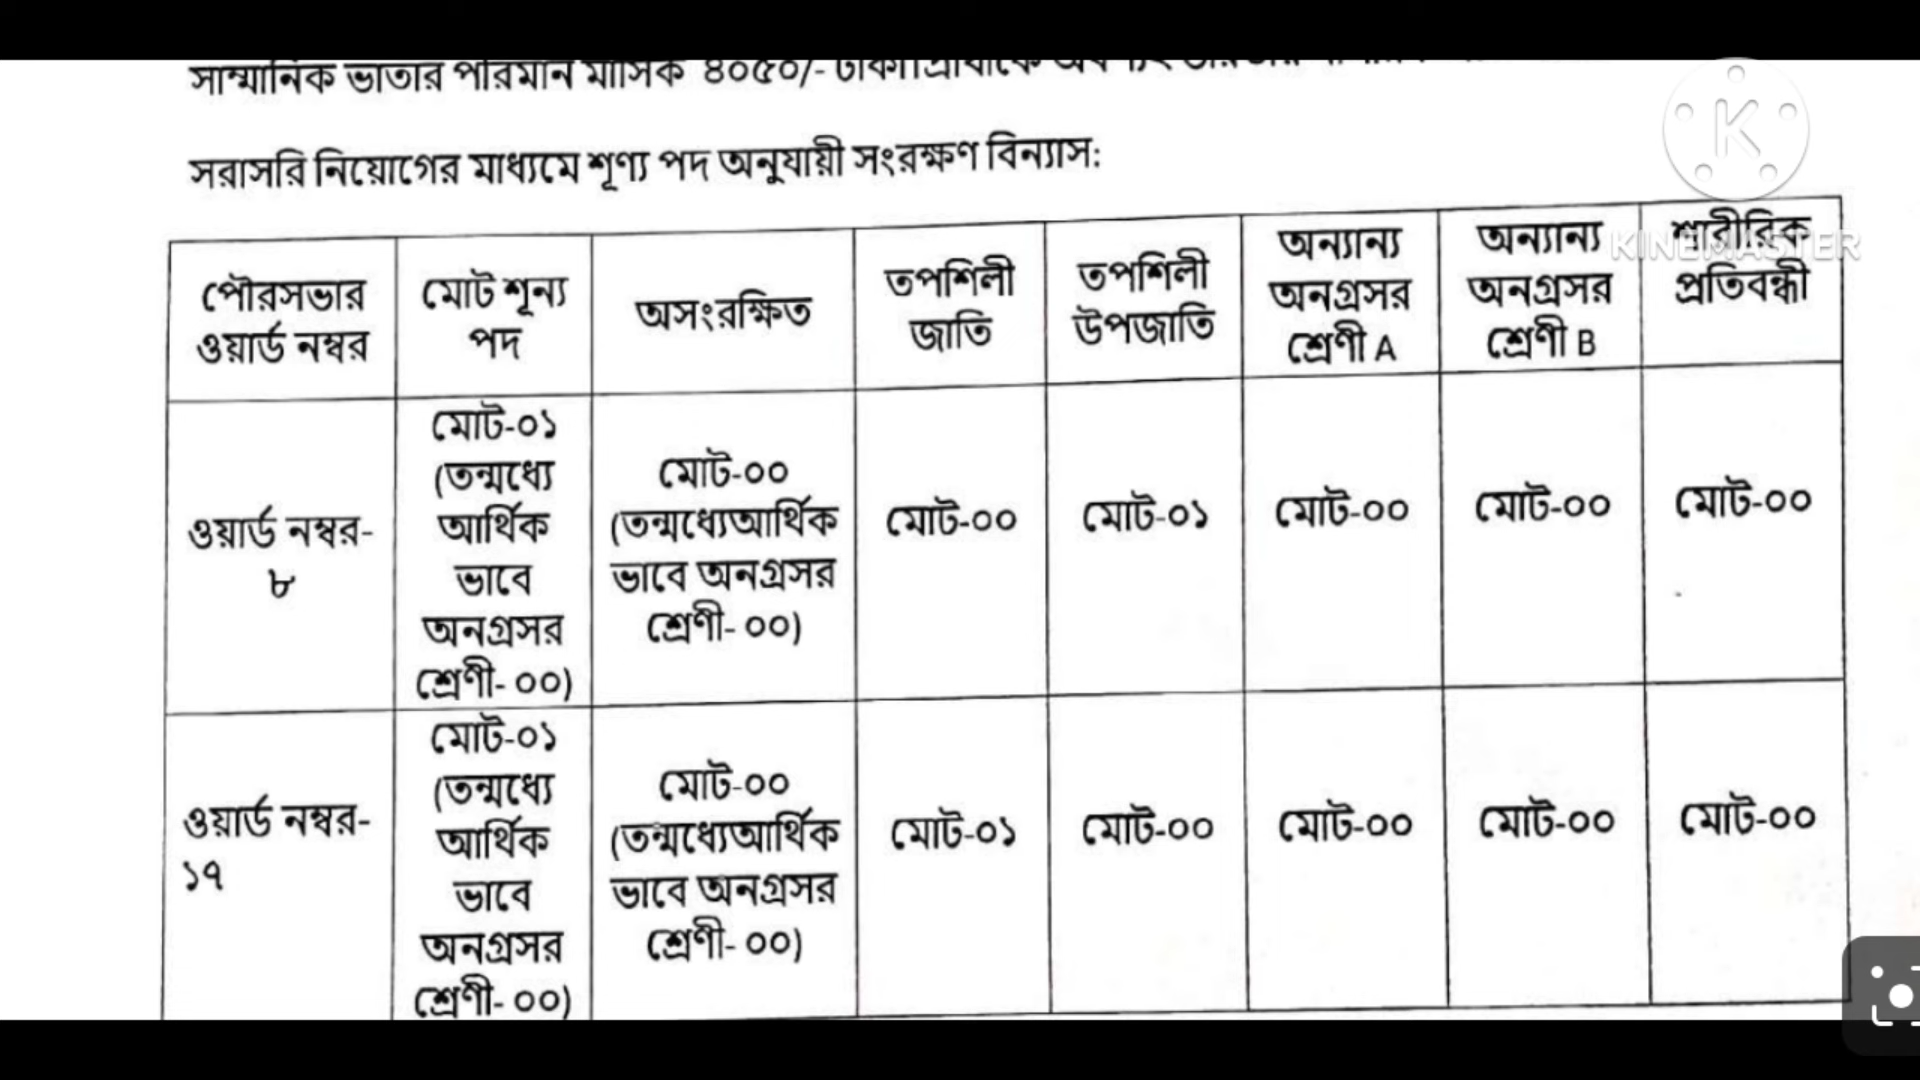 সাম্মানিক ভাতার পরিমান মাসিক ৪০৫০/- টাকা।প্রার্থীকে
সরাসরি নিয়োগের মাধ্যমে শূণ্য পদ অনুযায়ী সংরক্ষণ বিন্যাস:
পৌরসভার
ওয়ার্ড নম্বর
মোট শূন্য
পদ
অসংরক্ষিত
তপশিলী
জাতি
তপশিলী
উপজাতি
অন্যান্য
অনগ্রসর
শ্রেণী A
অন্যান্য
অনগ্রসর
শ্রেণী B
শারীরিক
প্রতিবন্ধী
ওয়ার্ড নম্বর-
৮
মোট-০১
(তন্মধ্যে
আর্থিক
ভাবে
অনগ্রসর
শ্রেণী- ০০)
মোট-০০
(তন্মধ্যেআর্থিক
ভাবে অনগ্রসর
শ্রেণী- ০০)
মোট-০০
মোট-০১
মোট-০০
মোট-০০
মোট-০০
ওয়ার্ড নম্বর-
১৭
মোট-০১
(তন্মধ্যে
আর্থিক
ভাবে
অনগ্রসর
শ্রেণী- ০০)
মোট-০০
(তন্মধ্যেআর্থিক
ভাবে অনগ্রসর
শ্রেণী- ০০)
মোট-০১
মোট-০০
মোট-০০
মোট-০০
মোট-০০
K
KINEMASTER